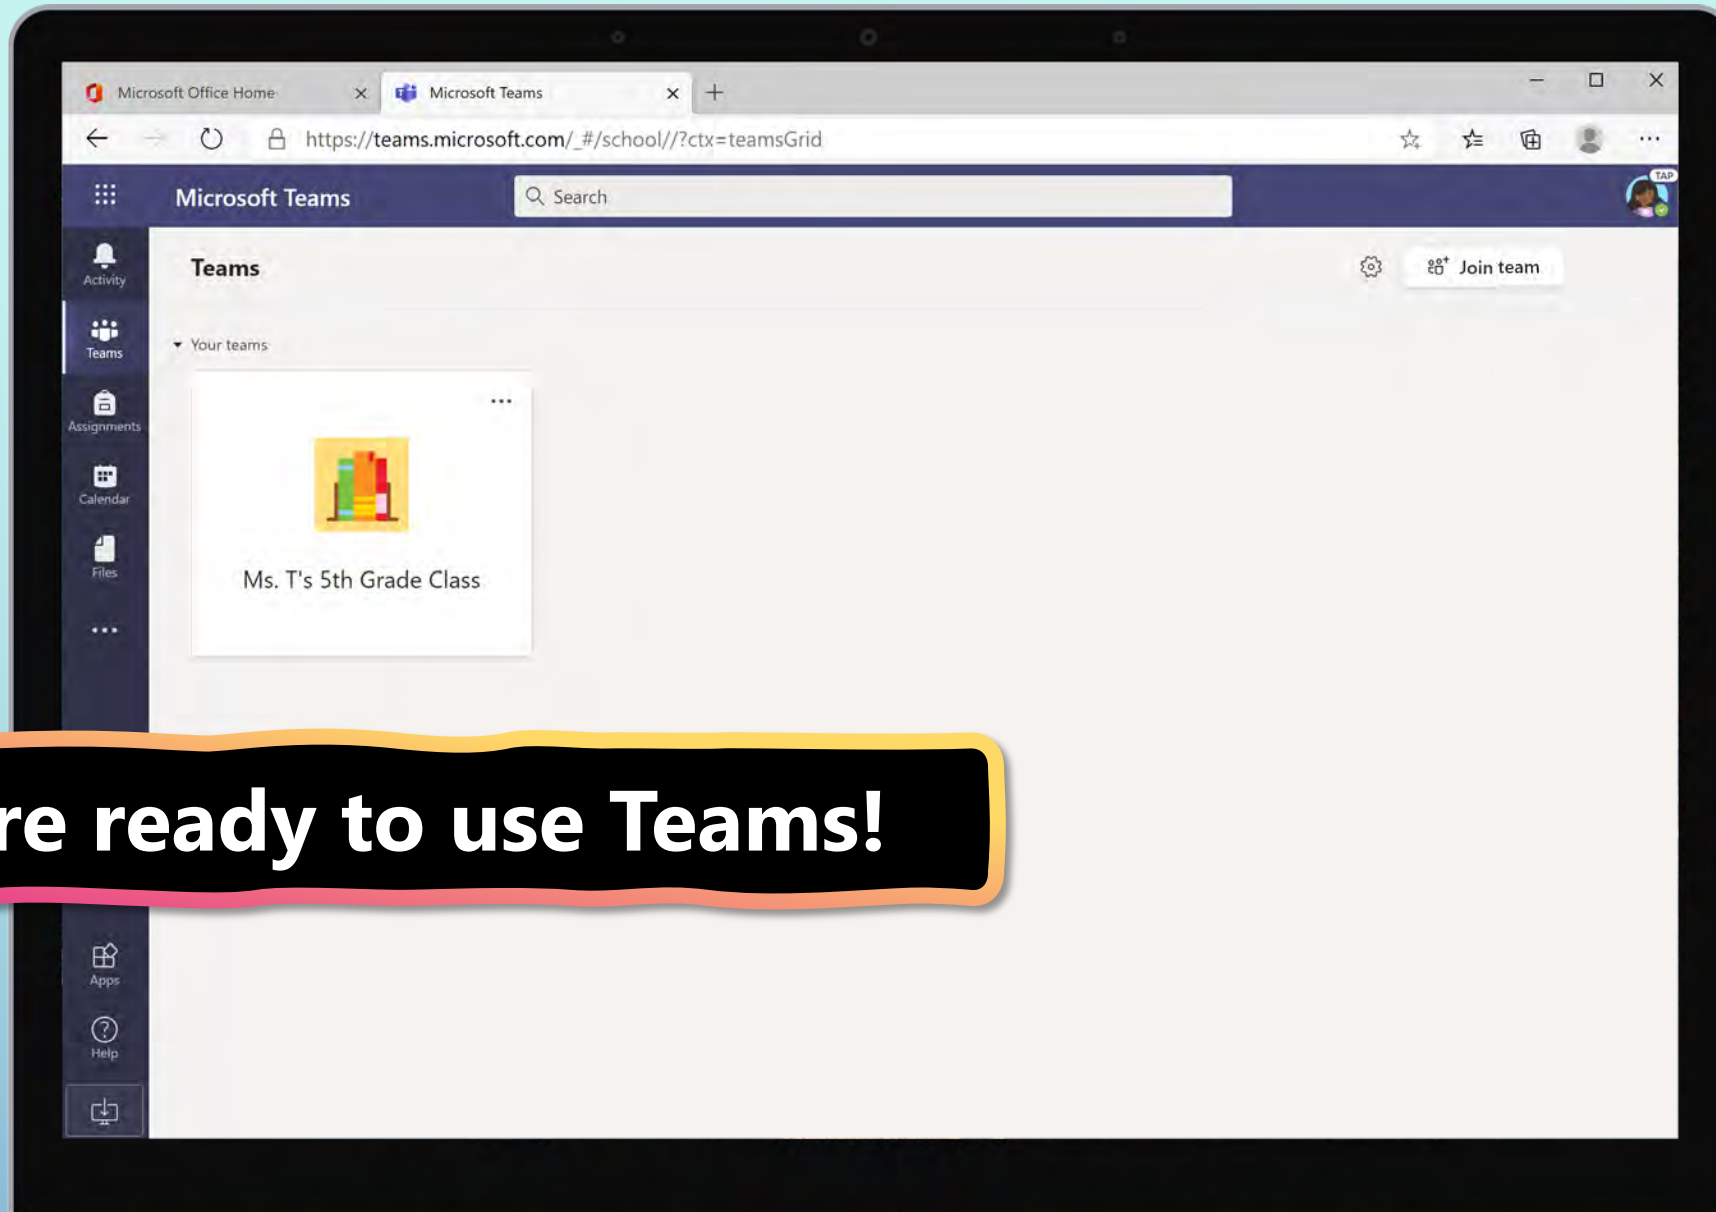 Microsoft Office Home
Microsoft Teams
https://teams.microsoft.com/_#/school//?ctx=teamsGrid
Microsoft Teams
Search
TAP
Activity
Teams
Join team
Teams
Your teams
Assignments
Calendar
Files
Ms. T's 5th Grade Class
re ready to use Teams!
Apps
Help